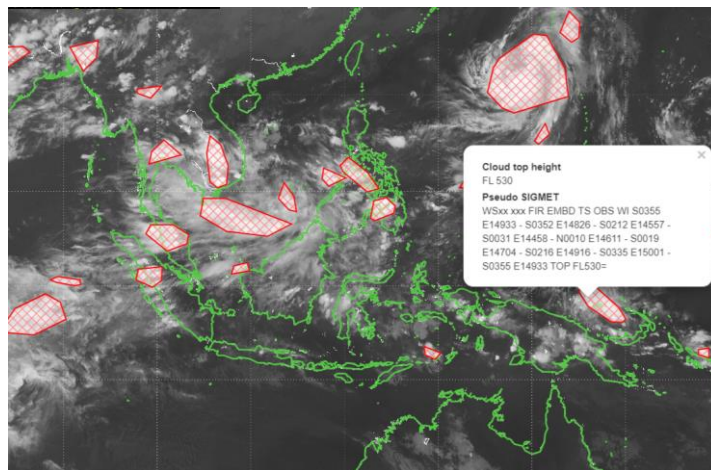 ×
Cloud top height
FL 530
Pseudo SIGMET
WSxx xxx FIR EMBD TS OBS WI S0355
E14933 - S0352 E14826 - S0212 E14557 -
S0031 E14458 - N0010 E14611 - S0019
E14704 - S0216 E14916 - S0335 E15001 -
S0355 E14933 TOP FL530=